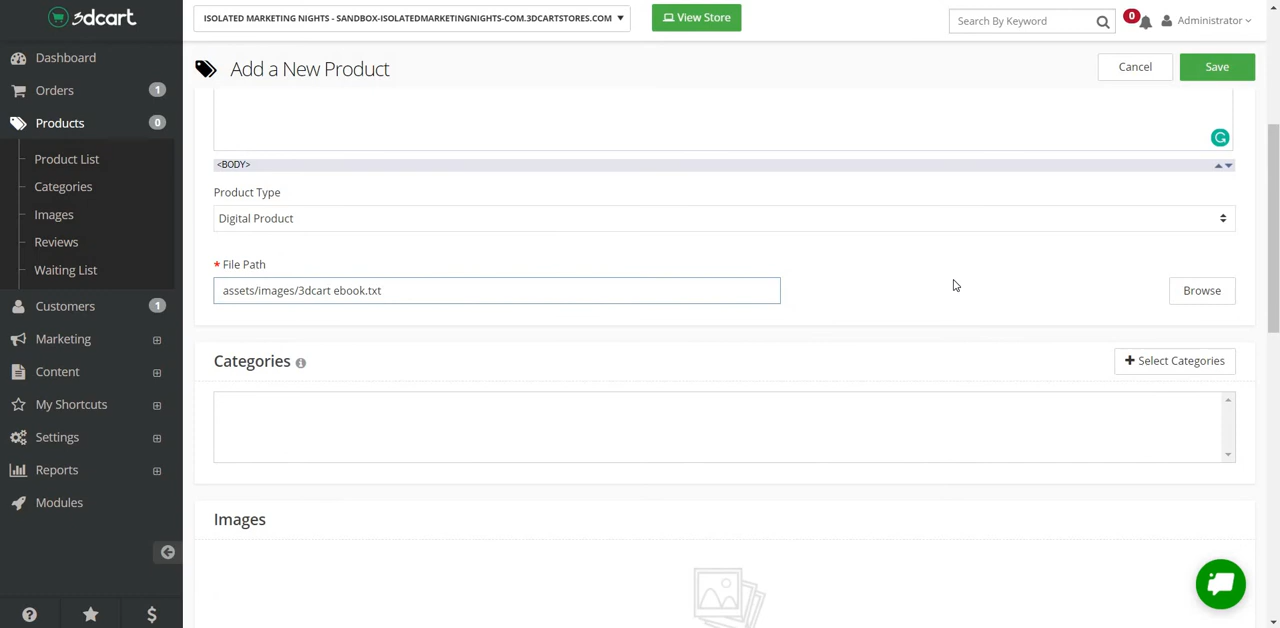 3dcart
ISOLATED MARKETING NIGHTS - SANDBOX-ISOLATEDMARKETINGNIGHTS-COM.3DCARTSTORES.COM
View Store
Search By Keyword
0
Administrator
Dashboard
Orders 1
Products 0
Product List
Categories
Images
Reviews
Waiting List
Customers 1
Marketing
Content
My Shortcuts
Settings
Reports
Modules
Add a New Product
Cancel
Save
<BODY>
Product Type
Digital Product
* File Path
assets/images/3dcart ebook.txt
Browse
Categories
Select Categories
Images